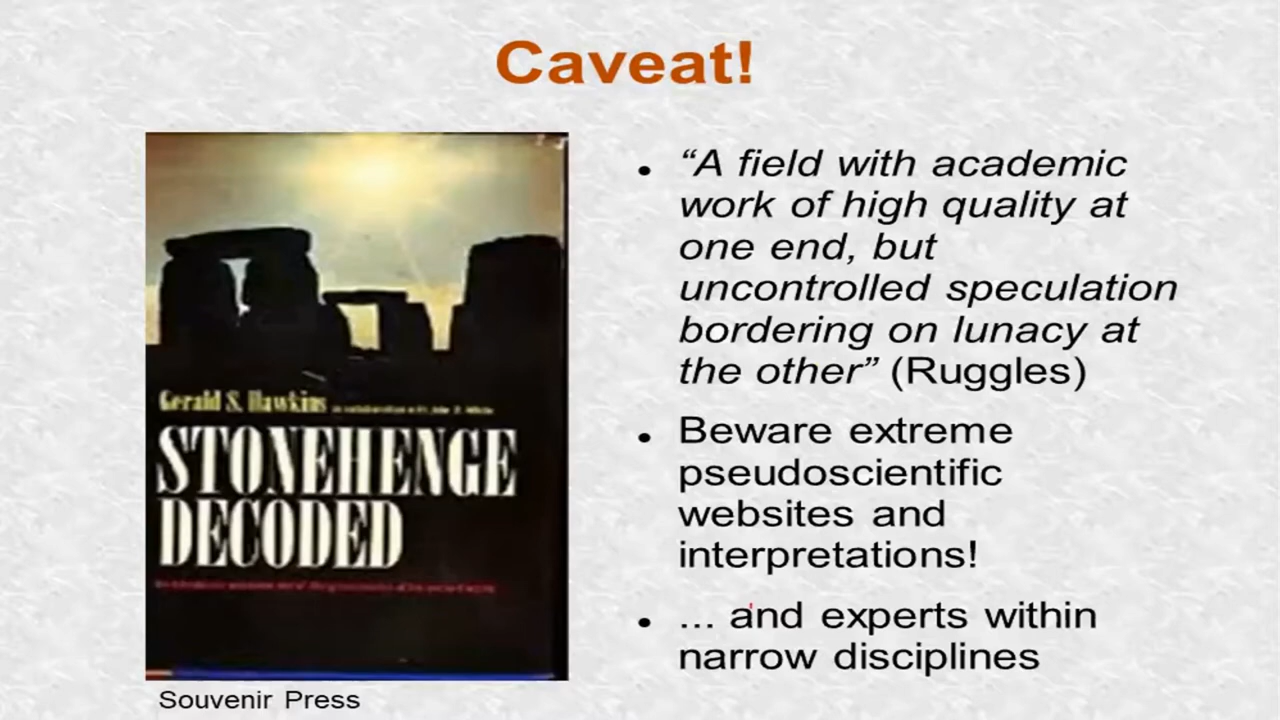 Caveat!
• “A field with academic
work of high quality at
one end, but
uncontrolled speculation
bordering on lunacy at
the other” (Ruggles)
• Beware extreme
pseudoscientific
websites and
interpretations!
• ... and experts within
narrow disciplines
Gerald S. Hawkins
STONEHENGE
DECODED
Souvenir Press